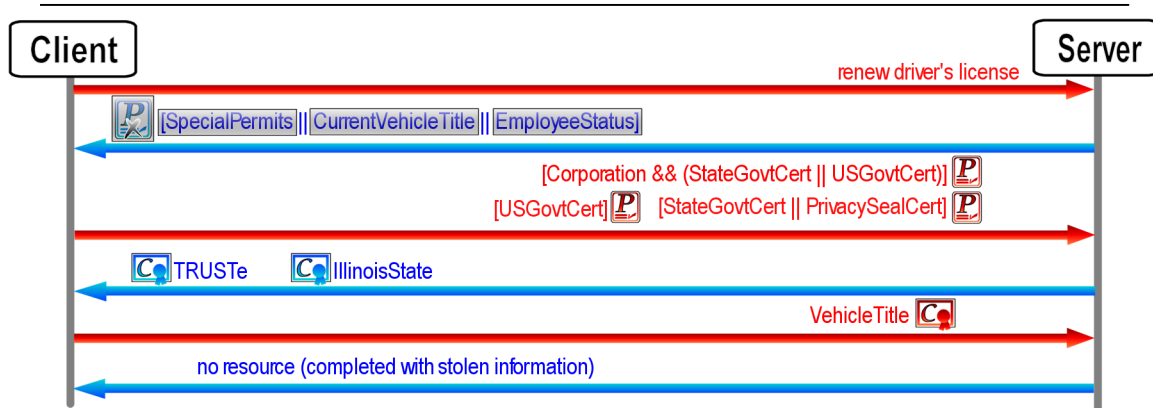 Client
Server
renew driver's license
P [SpecialPermits || CurrentVehicleTitle || EmployeeStatus]
[Corporation && (StateGovtCert || USGovtCert)] P
[USGovtCert] P [StateGovtCert || PrivacySealCert] P
C TRUSTe C IllinoisState
VehicleTitle C
no resource (completed with stolen information)